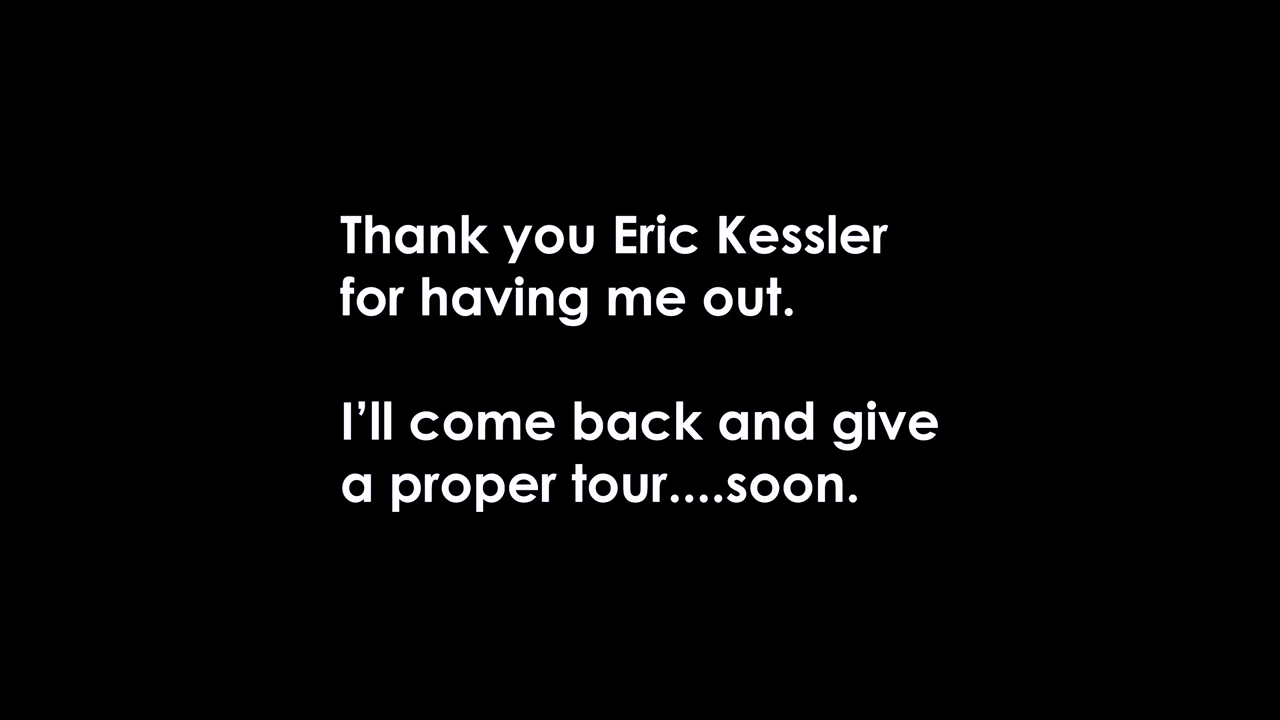 Thank you Eric Kessler
for having me out.
I’ll come back and give
a proper tour....soon.